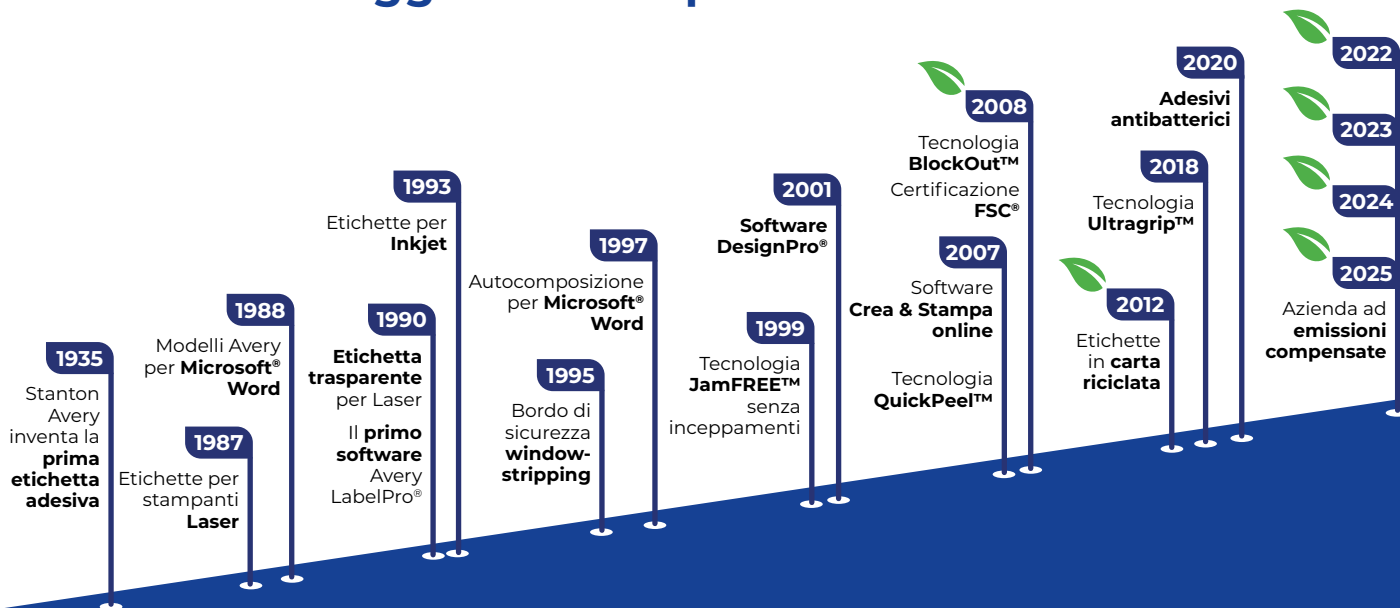 1935
Stanton
Avery
inventa la
prima
etichetta
adesiva
1987
Etichette per
stampanti
Laser
1988
Modelli Avery
per Microsoft®
Word
1990
Etichetta
trasparente
per Laser
Il primo
software
Avery
LabelPro®
1993
Etichette per
Inkjet
1995
Bordo di
sicurezza
window-
stripping
1997
Autocomposizione
per Microsoft®
Word
1999
Tecnologia
JamFREE™
senza
inceppamenti
2001
Software
DesignPro®
2007
Software
Crea & Stampa
online
Tecnologia
QuickPeel™
2008
Tecnologia
BlockOut™
Certificazione
FSC®
2012
Etichette
in carta
riciclata
2018
Tecnologia
Ultragrip™
2020
Adesivi
antibatterici
2022
2023
2024
2025
Azienda ad
emissioni
compensate